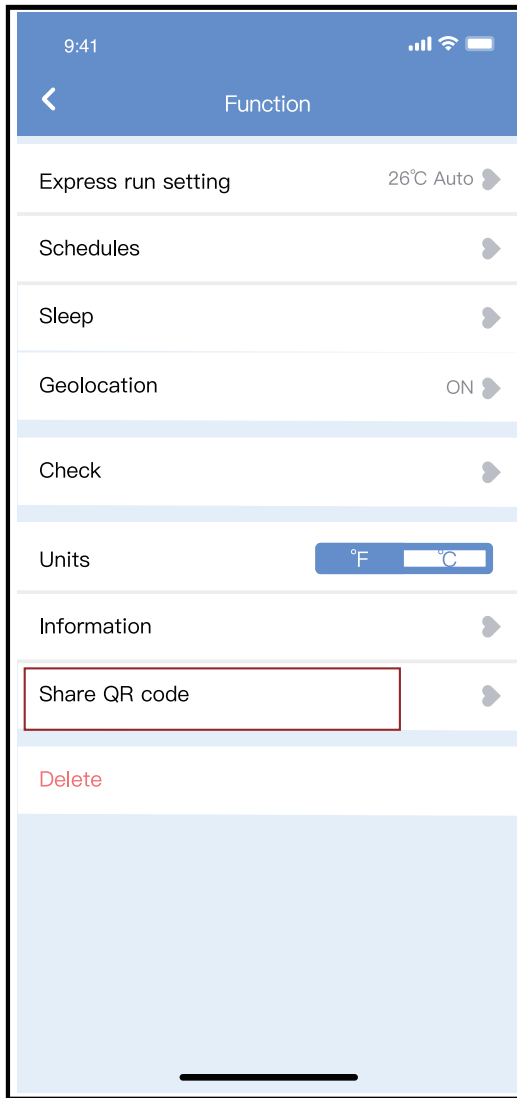 9:41
Function
Express run setting 26℃ Auto
Schedules
Sleep
Geolocation ON
Check
Units °F ℃
Information
Share QR code
Delete